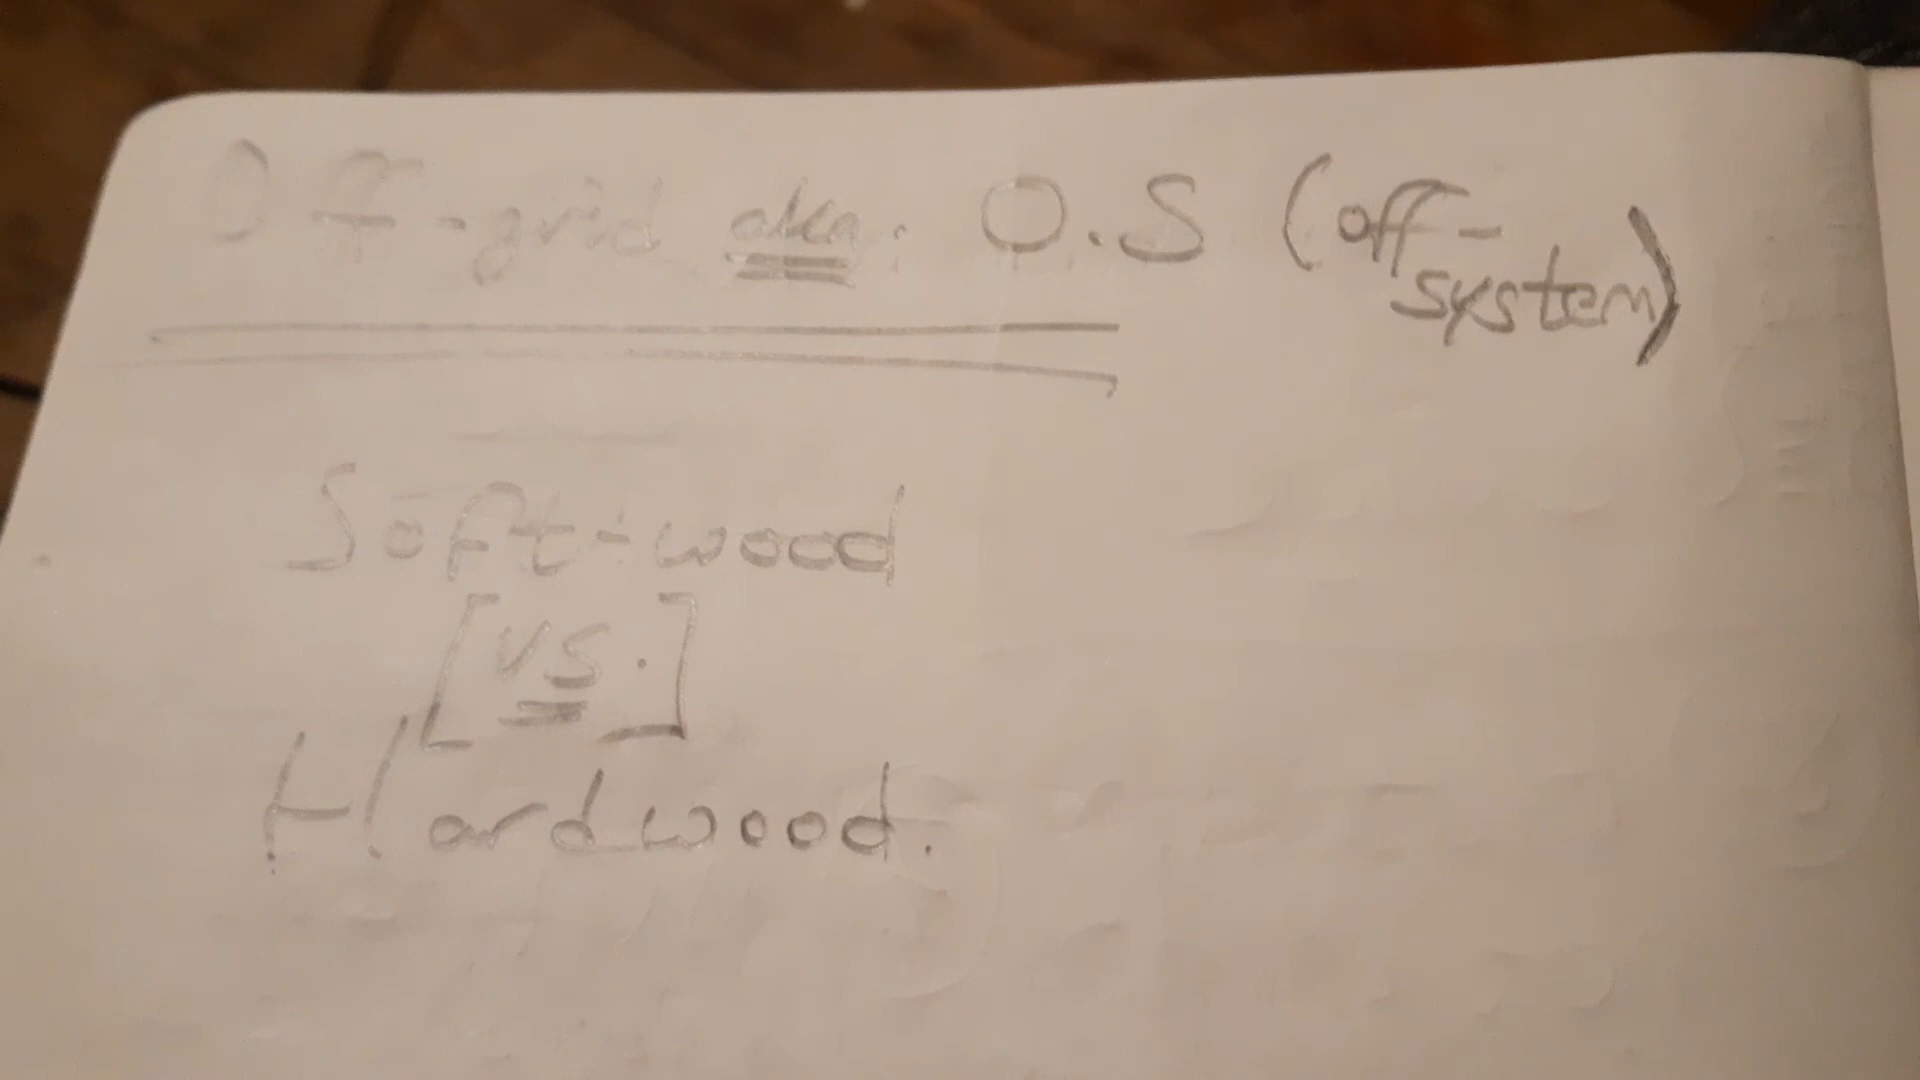 Off-grid aka: O.S (off-
system)
Soft-wood
[vs.]
Hardwood.